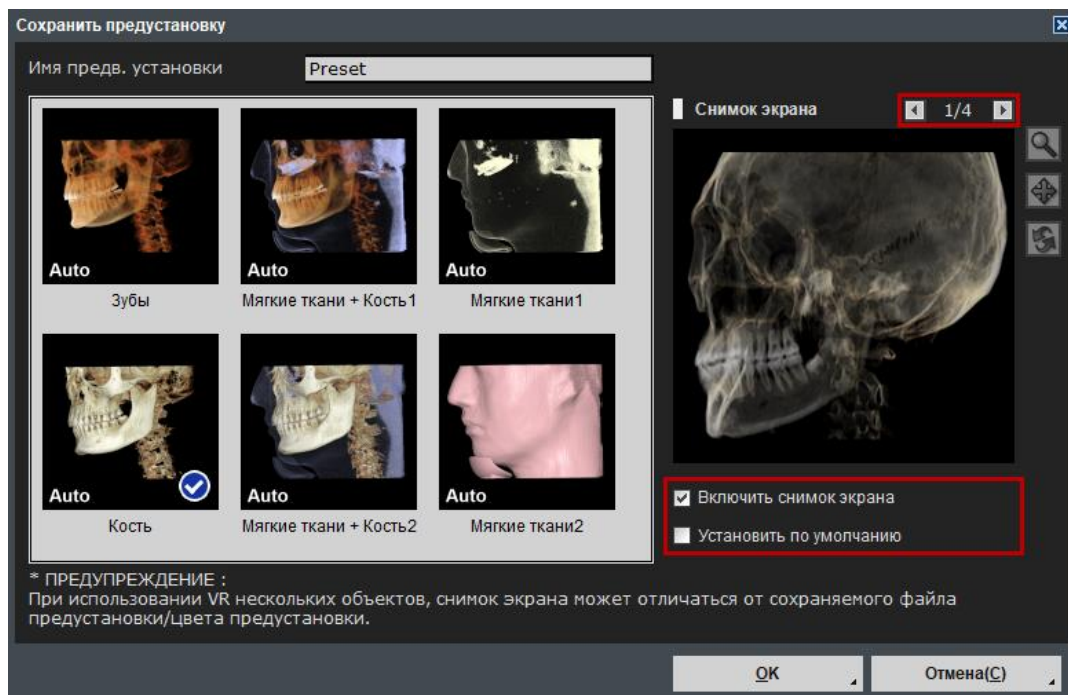 Сохранить предустановку
Имя предв. установки
Preset
Снимок экрана
1/4
Auto
Auto
Auto
Зубы
Мягкие ткани + Кость1
Мягкие ткани1
Auto
Auto
Auto
Кость
Мягкие ткани + Кость2
Мягкие ткани2
Включить снимок экрана
Установить по умолчанию
* ПРЕДУПРЕЖДЕНИЕ :
При использовании VR нескольких объектов, снимок экрана может отличаться от сохраняемого файла
предустановки/цвета предустановки.
OK
Отмена(C)